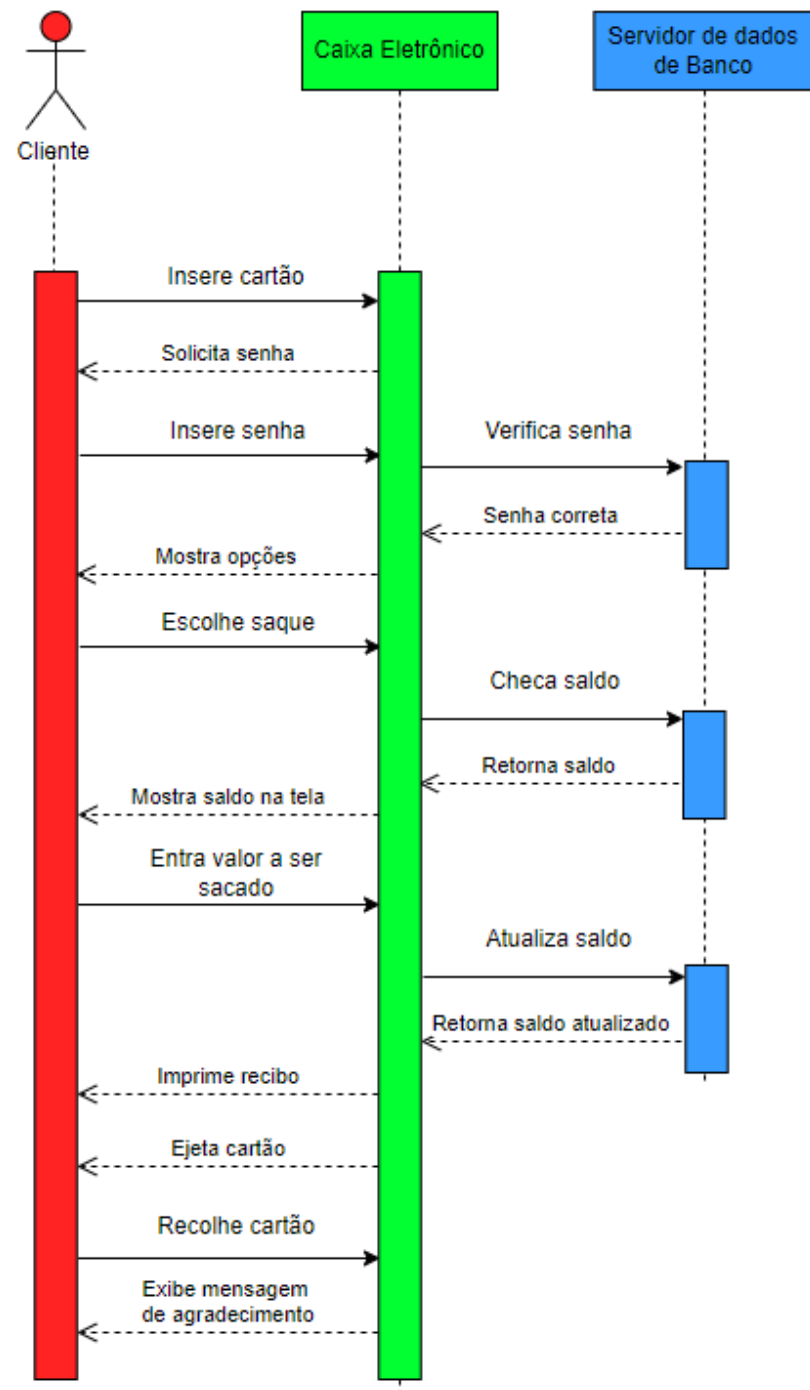 Caixa Eletrônico
Servidor de dados
de Banco
Cliente
Insere cartão
Solicita senha
Insere senha
Verifica senha
Senha correta
Mostra opções
Escolhe saque
Checa saldo
Retorna saldo
Mostra saldo na tela
Entra valor a ser
sacado
Atualiza saldo
Retorna saldo atualizado
Imprime recibo
Ejeta cartão
Recolhe cartão
Exibe mensagem
de agradecimento